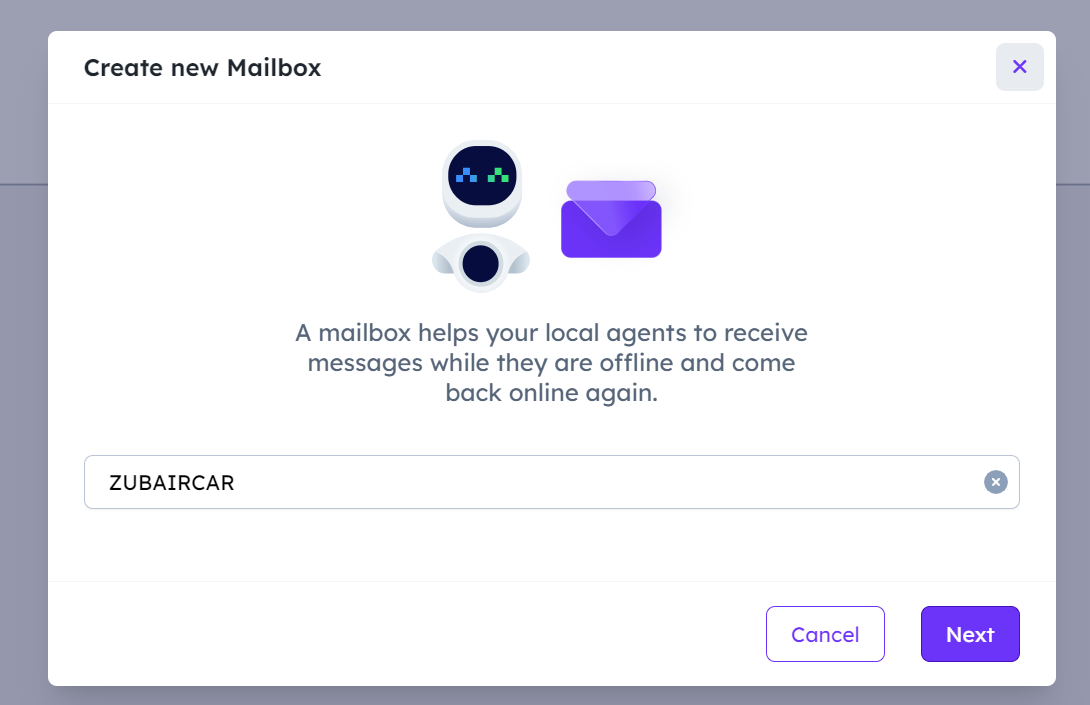 Create new Mailbox
A mailbox helps your local agents to receive
messages while they are offline and come
back online again.
ZUBAIRCAR
Cancel
Next